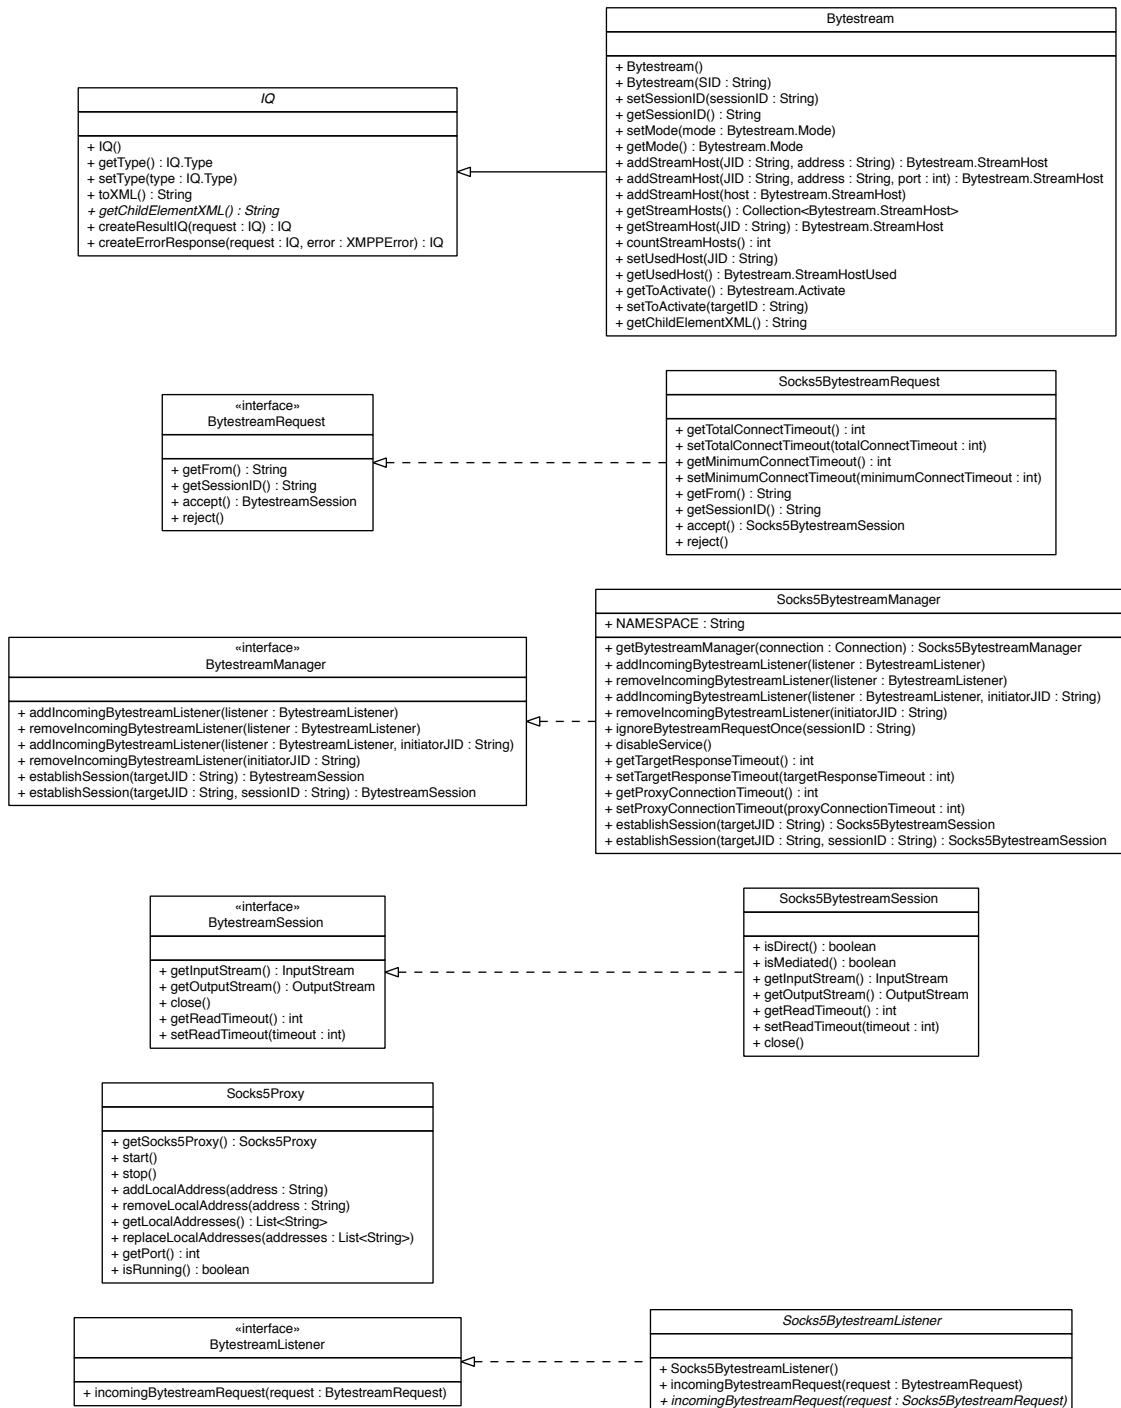 Bytestream
+ Bytestream()
+ Bytestream(SID : String)
+ setSessionID(sessionID : String)
+ getSessionID() : String
+ setMode(mode : Bytestream.Mode)
+ getMode() : Bytestream.Mode
+ addStreamHost(JID : String, address : String) : Bytestream.StreamHost
+ addStreamHost(JID : String, address : String, port : int) : Bytestream.StreamHost
+ addStreamHost(host : Bytestream.StreamHost)
+ getStreamHosts() : Collection<Bytestream.StreamHost>
+ getStreamHost(JID : String) : Bytestream.StreamHost
+ countStreamHosts() : int
+ setUsedHost(JID : String)
+ getUsedHost() : Bytestream.StreamHostUsed
+ getToActivate() : Bytestream.Activate
+ setToActivate(targetID : String)
+ getChildElementXML() : String
IQ
+ IQ()
+ getType() : IQ.Type
+ setType(type : IQ.Type)
+ toXML() : String
+ getChildElementXML() : String
+ createResultIQ(request : IQ) : IQ
+ createErrorResponse(request : IQ, error : XMPPError) : IQ
«interface»
BytestreamRequest
+ getFrom() : String
+ getSessionID() : String
+ accept() : BytestreamSession
+ reject()
Socks5BytestreamRequest
+ getTotalConnectTimeout() : int
+ setTotalConnectTimeout(totalConnectTimeout : int)
+ getMinimumConnectTimeout() : int
+ setMinimumConnectTimeout(minimumConnectTimeout : int)
+ getFrom() : String
+ getSessionID() : String
+ accept() : Socks5BytestreamSession
+ reject()
«interface»
BytestreamManager
+ addIncomingBytestreamListener(listener : BytestreamListener)
+ removeIncomingBytestreamListener(listener : BytestreamListener)
+ addIncomingBytestreamListener(listener : BytestreamListener, initiatorJID : String)
+ removeIncomingBytestreamListener(initiatorJID : String)
+ establishSession(targetJID : String) : BytestreamSession
+ establishSession(targetJID : String, sessionID : String) : BytestreamSession
Socks5BytestreamManager
+ NAMESPACE : String
+ getBytestreamManager(connection : Connection) : Socks5BytestreamManager
+ addIncomingBytestreamListener(listener : BytestreamListener)
+ removeIncomingBytestreamListener(listener : BytestreamListener)
+ addIncomingBytestreamListener(listener : BytestreamListener, initiatorJID : String)
+ removeIncomingBytestreamListener(initiatorJID : String)
+ ignoreBytestreamRequestOnce(sessionID : String)
+ disableService()
+ getTargetResponseTimeout() : int
+ setTargetResponseTimeout(targetResponseTimeout : int)
+ getProxyConnectionTimeout() : int
+ setProxyConnectionTimeout(proxyConnectionTimeout : int)
+ establishSession(targetJID : String) : Socks5BytestreamSession
+ establishSession(targetJID : String, sessionID : String) : Socks5BytestreamSession
«interface»
BytestreamSession
+ getInputStream() : InputStream
+ getOutputStream() : OutputStream
+ close()
+ getReadTimeout() : int
+ setReadTimeout(timeout : int)
Socks5BytestreamSession
+ isDirect() : boolean
+ isMediated() : boolean
+ getInputStream() : InputStream
+ getOutputStream() : OutputStream
+ getReadTimeout() : int
+ setReadTimeout(timeout : int)
+ close()
Socks5Proxy
+ getSocks5Proxy() : Socks5Proxy
+ start()
+ stop()
+ addLocalAddress(address : String)
+ removeLocalAddress(address : String)
+ getLocalAddresses() : List<String>
+ replaceLocalAddresses(addresses : List<String>)
+ getPort() : int
+ isRunning() : boolean
«interface»
BytestreamListener
+ incomingBytestreamRequest(request : BytestreamRequest)
Socks5BytestreamListener
+ Socks5BytestreamListener()
+ incomingBytestreamRequest(request : BytestreamRequest)
+ incomingBytestreamRequest(request : Socks5BytestreamRequest)